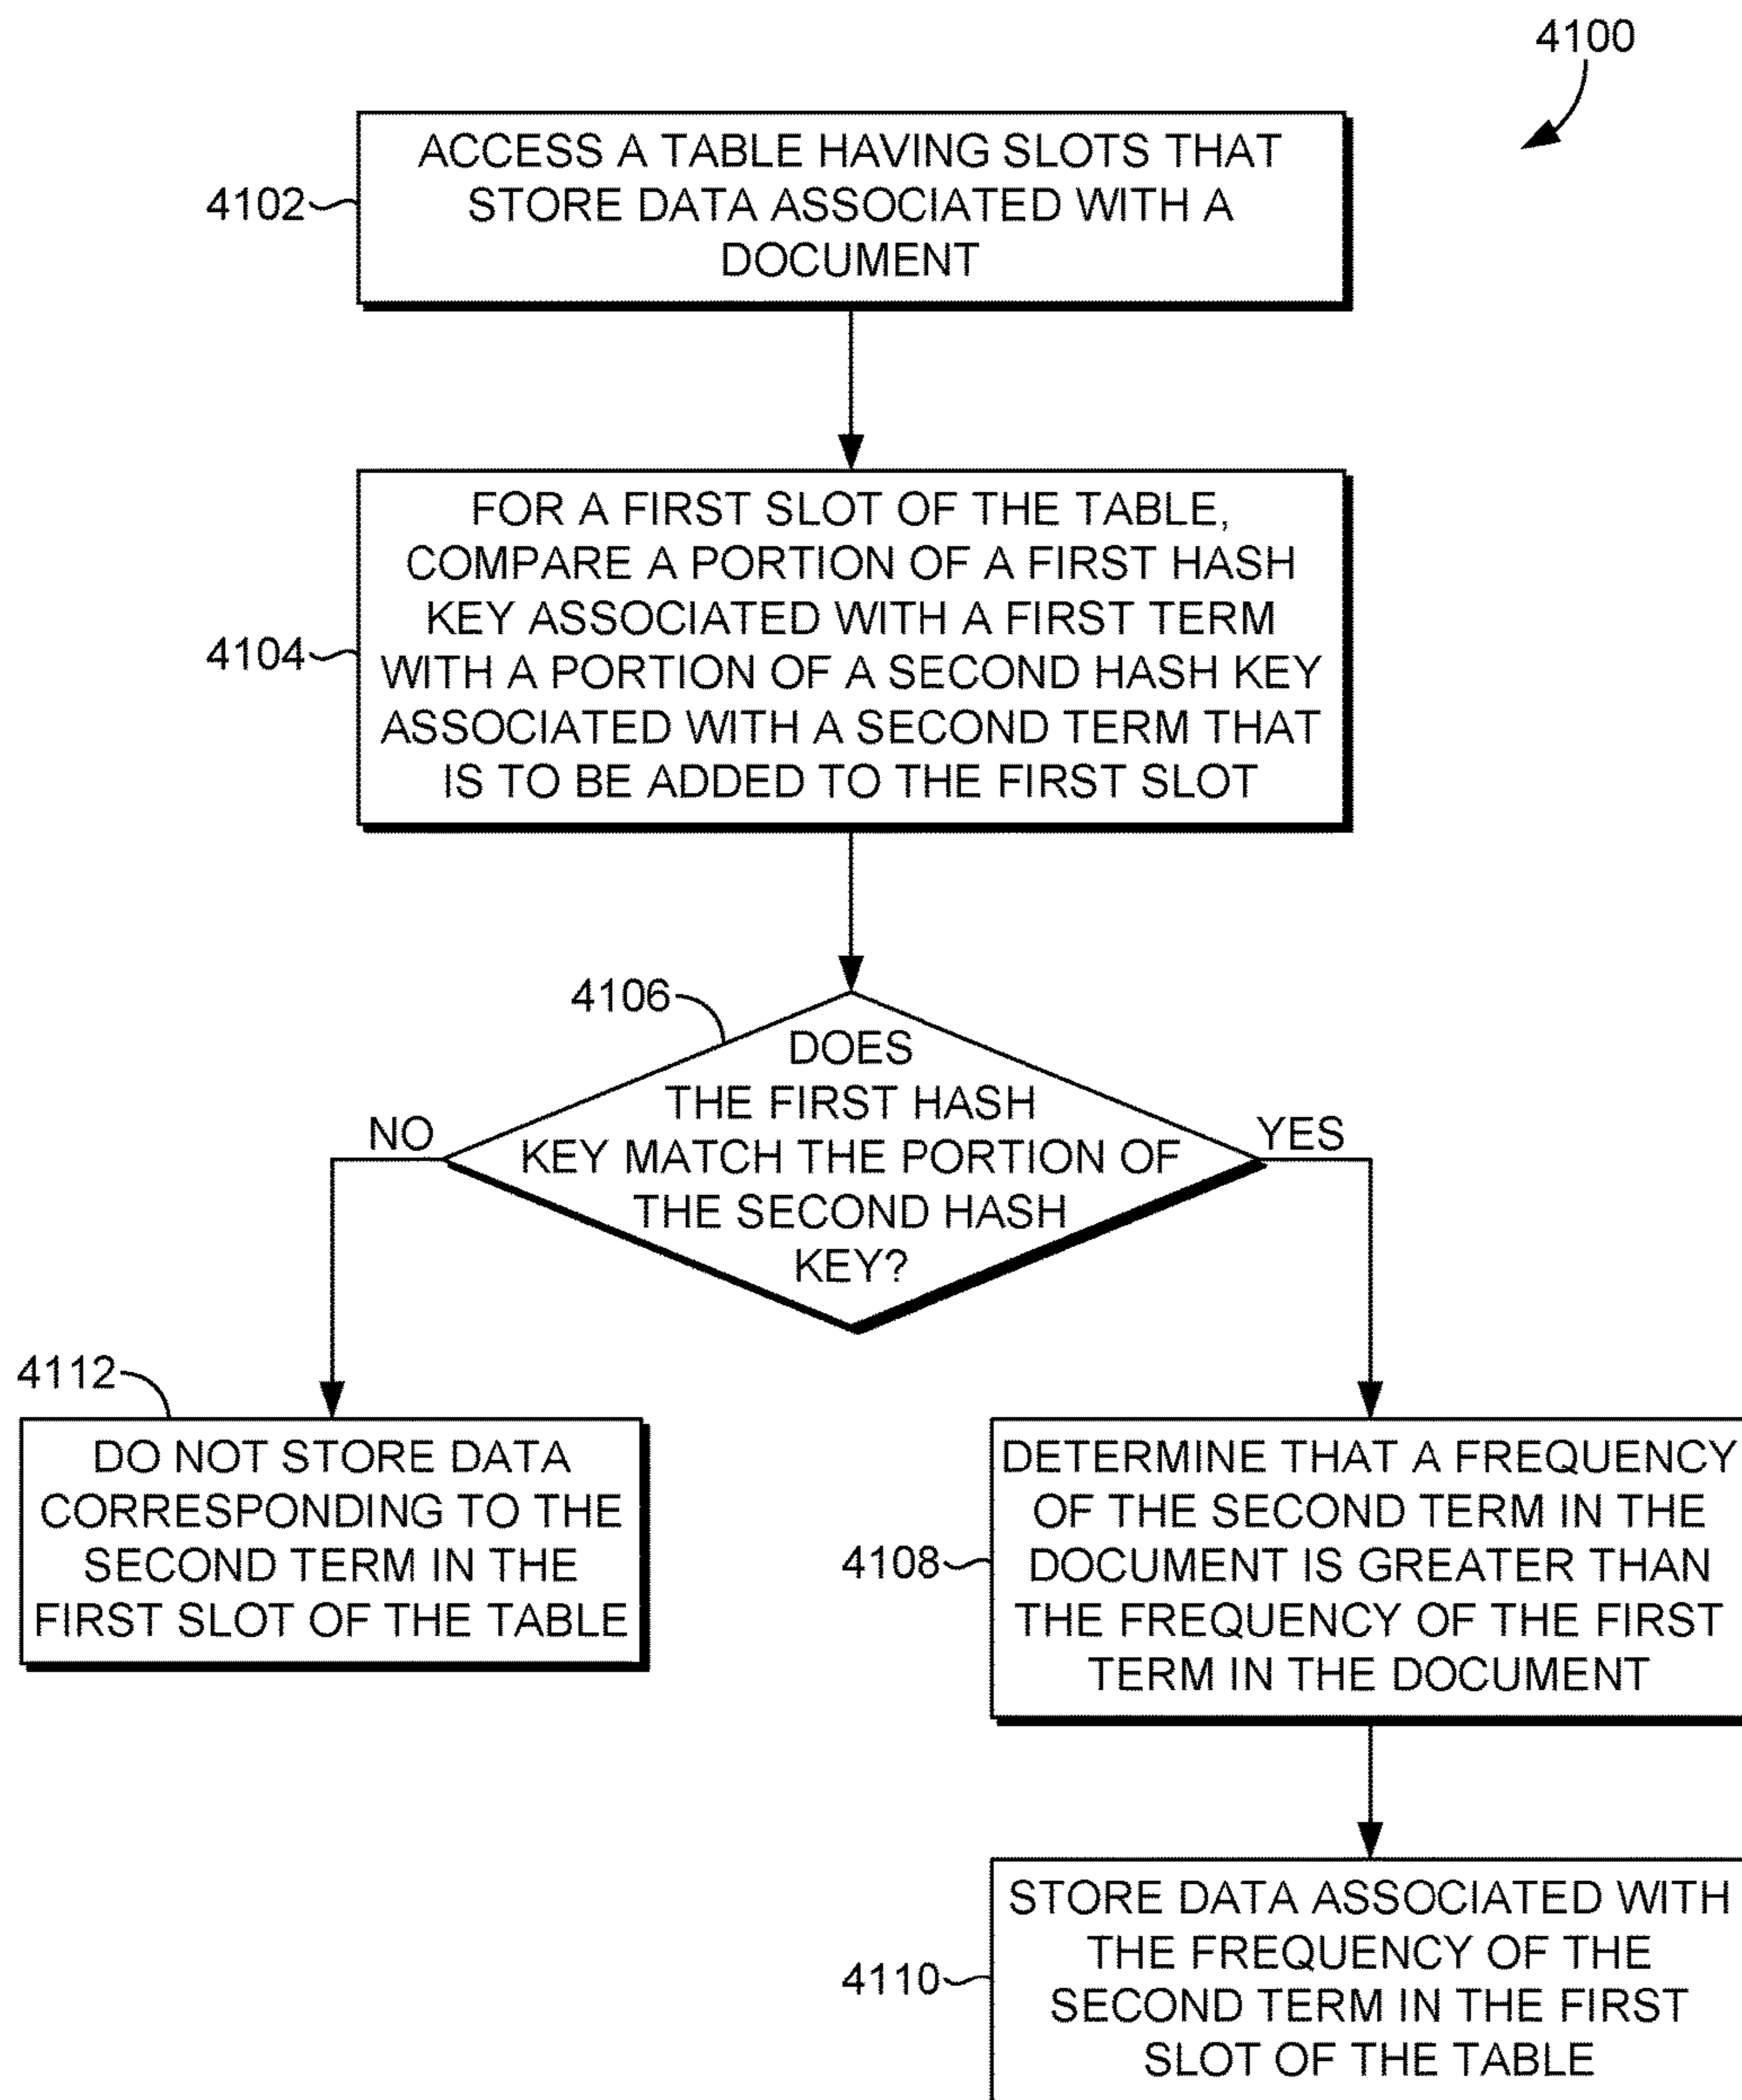 4100
ACCESS A TABLE HAVING SLOTS THAT
STORE DATA ASSOCIATED WITH A
DOCUMENT
4102
FOR A FIRST SLOT OF THE TABLE,
COMPARE A PORTION OF A FIRST HASH
KEY ASSOCIATED WITH A FIRST TERM
WITH A PORTION OF A SECOND HASH KEY
ASSOCIATED WITH A SECOND TERM THAT
IS TO BE ADDED TO THE FIRST SLOT
4104
4106
DOES
THE FIRST HASH
KEY MATCH THE PORTION OF
THE SECOND HASH
KEY?
NO
YES
4112
DO NOT STORE DATA
CORRESPONDING TO THE
SECOND TERM IN THE
FIRST SLOT OF THE TABLE
DETERMINE THAT A FREQUENCY
OF THE SECOND TERM IN THE
DOCUMENT IS GREATER THAN
THE FREQUENCY OF THE FIRST
TERM IN THE DOCUMENT
4108
STORE DATA ASSOCIATED WITH
THE FREQUENCY OF THE
SECOND TERM IN THE FIRST
SLOT OF THE TABLE
4110